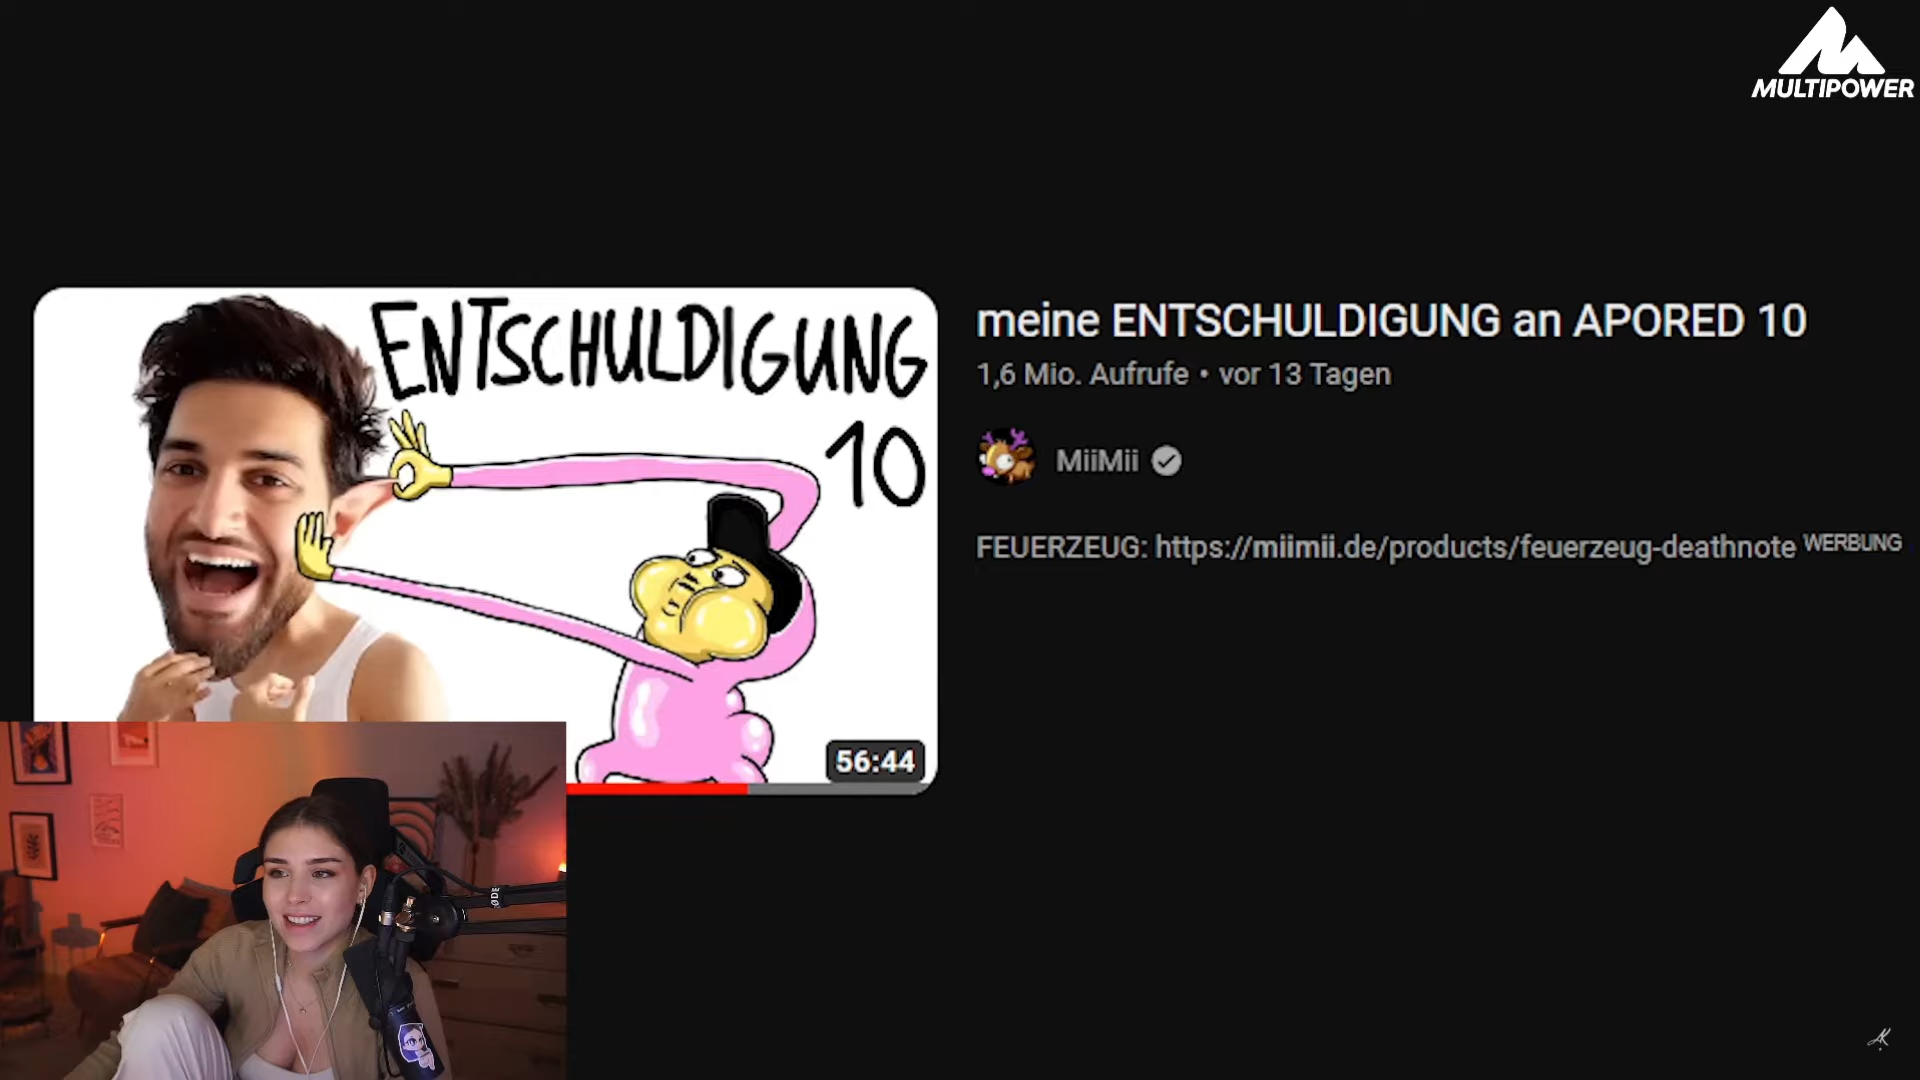 MULTIPOWER
ENTSCHULDIGUNG
10
56:44
meine ENTSCHULDIGUNG an APORED 10
1,6 Mio. Aufrufe • vor 13 Tagen
MiiMii
FEUERZEUG: https://miimii.de/products/feuerzeug-deathnote WERBUNG